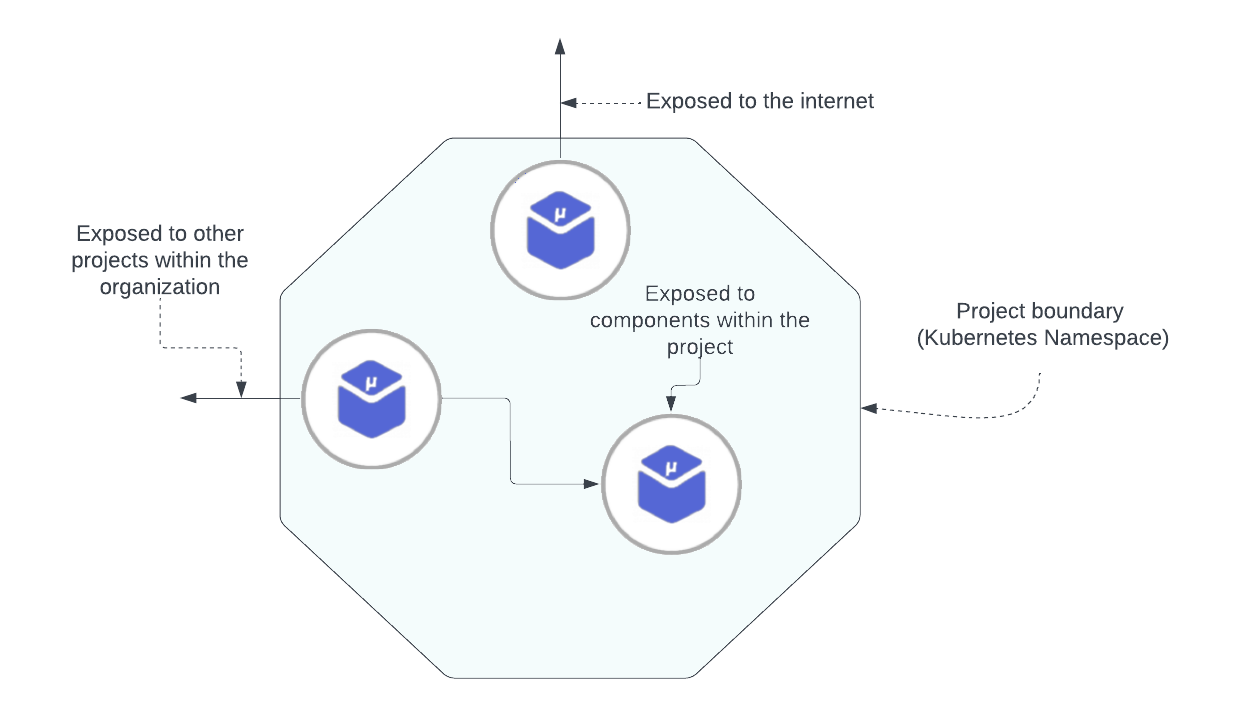 Exposed to the internet
µ
Exposed to other
projects within the
organization
Exposed to
components within the
project
Project boundary
(Kubernetes Namespace)
µ
µ